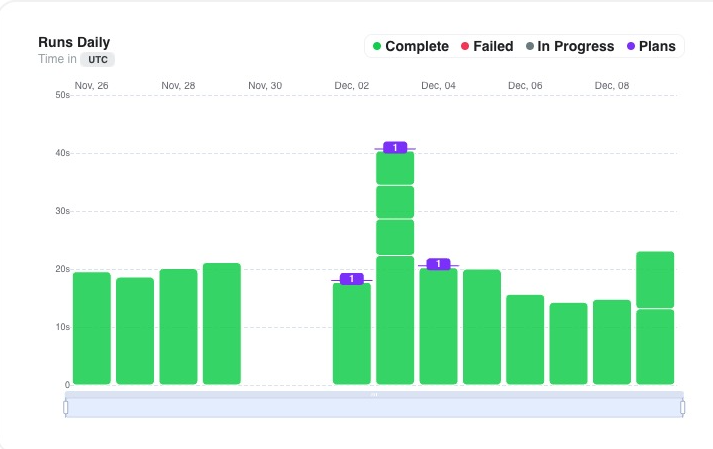 Runs Daily
Time in UTC
Complete Failed In Progress Plans
Nov, 26 Nov, 28 Nov, 30 Dec, 02 Dec, 04 Dec, 06 Dec, 08
50s
40s
1
30s
20s
1
1
10s
0